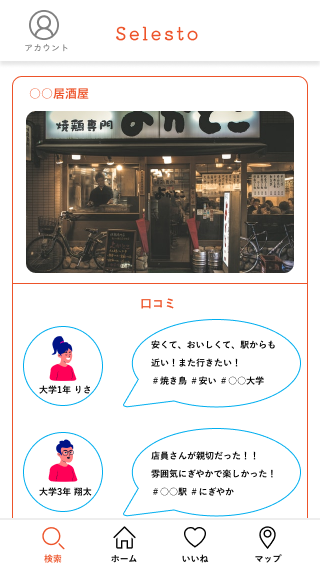 アカウント
Selesto
○○居酒屋
焼鶏専門
口コミ
安くて、おいしくて、駅からも
近い！また行きたい！
＃焼き鳥 ＃安い ＃○○大学
大学1年 りさ
店員さんが親切だった！！
雰囲気にぎやかで楽しかった！
＃○○駅 ＃にぎやか
大学3年 翔太
検索
ホーム
いいね
マップ